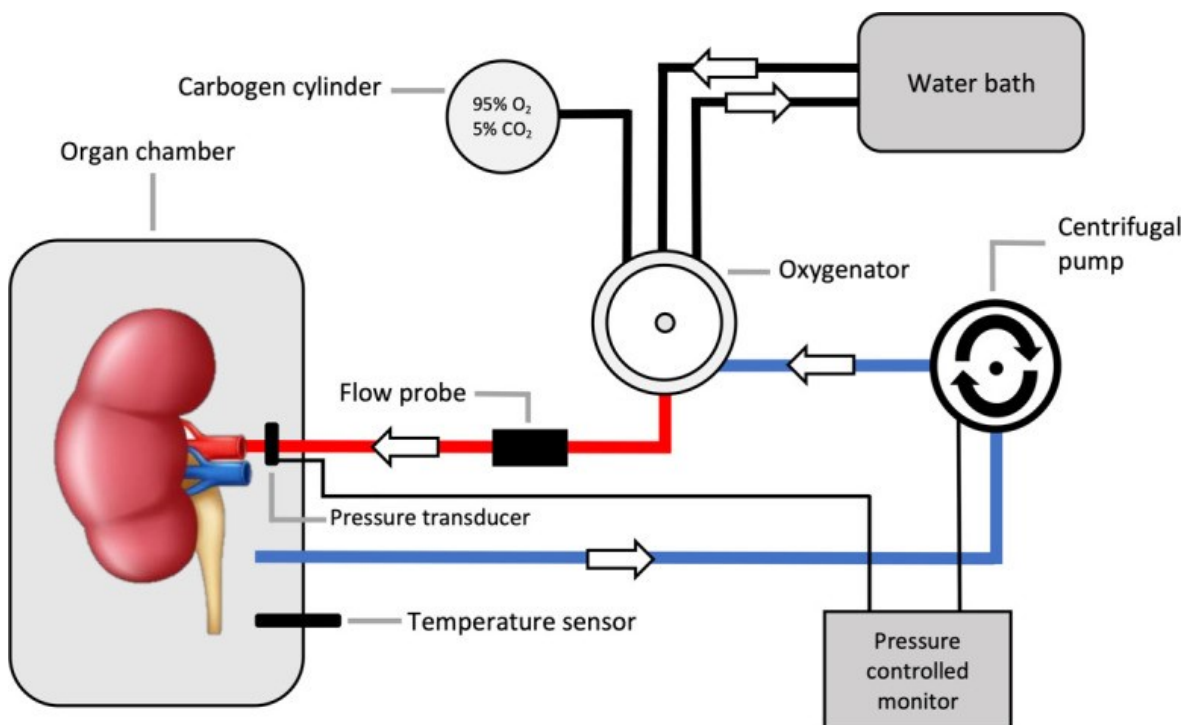 Carbogen cylinder
95% O₂
5% CO₂
Water bath
Organ chamber
Centrifugal
pump
Oxygenator
Flow probe
Pressure transducer
Temperature sensor
Pressure
controlled
monitor